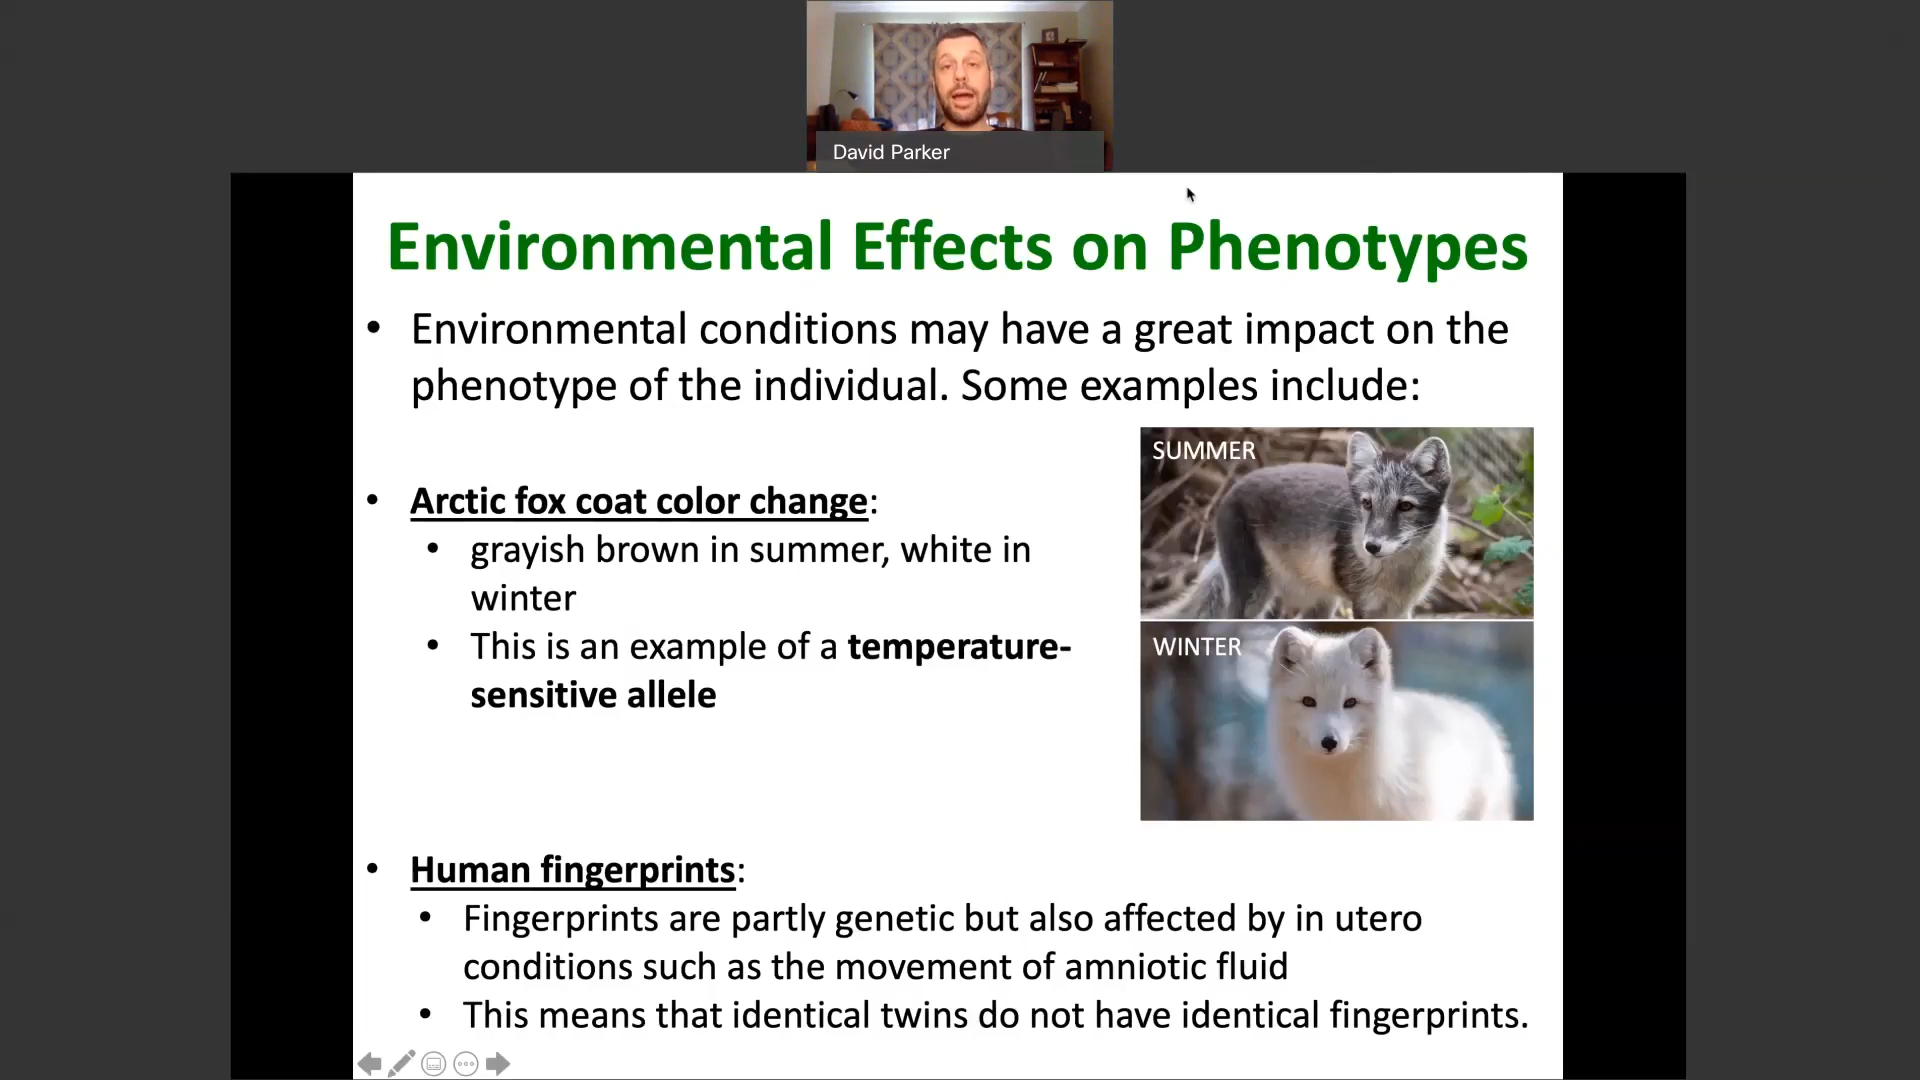 David Parker
Environmental Effects on Phenotypes
• Environmental conditions may have a great impact on the
phenotype of the individual. Some examples include:
• Arctic fox coat color change:
• grayish brown in summer, white in
winter
• This is an example of a temperature-
sensitive allele
SUMMER
WINTER
• Human fingerprints:
• Fingerprints are partly genetic but also affected by in utero
conditions such as the movement of amniotic fluid
• This means that identical twins do not have identical fingerprints.